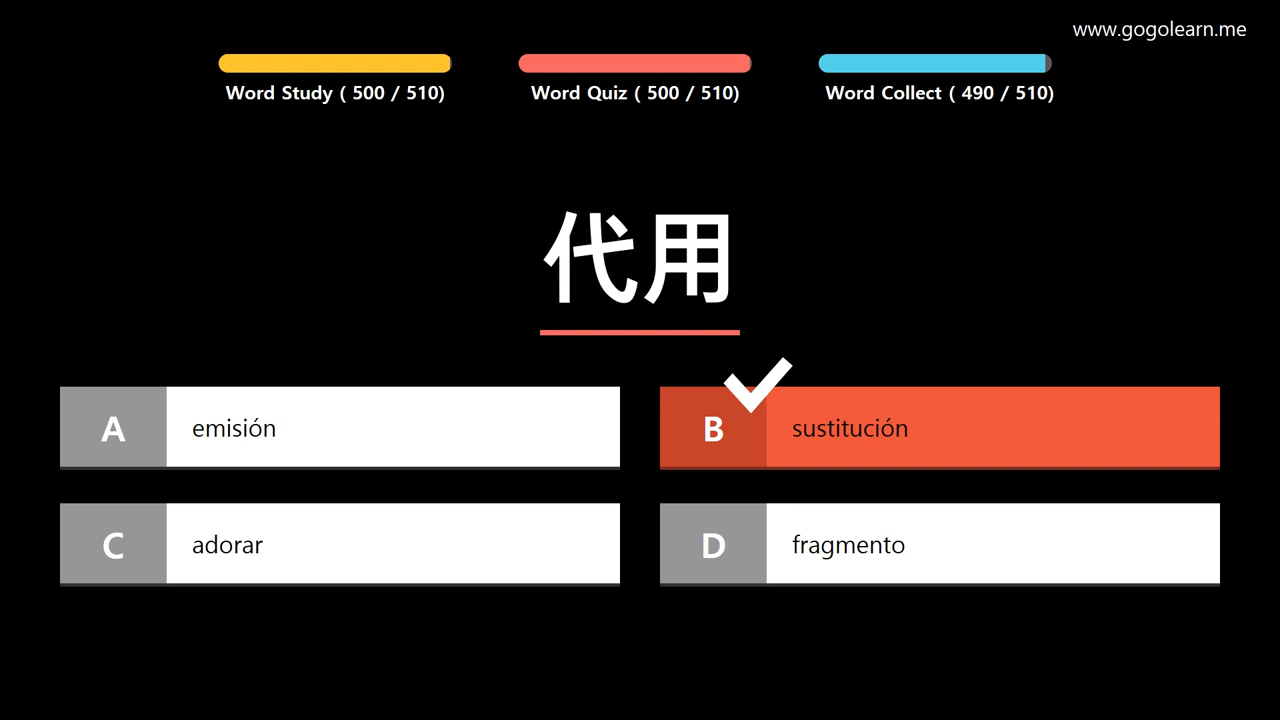 www.gogolearn.me
Word Study ( 500 / 510)
Word Quiz ( 500 / 510)
Word Collect ( 490 / 510)
代用
A emisión
B sustitución
C adorar
D fragmento